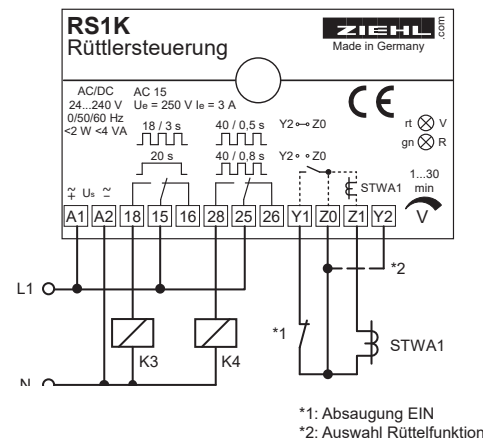 RS1K
Rüttlersteuerung
ZIEHL .com
Made in Germany
AC/DC
24...240 V
0/50/60 Hz
<2 W <4 VA
AC 15
Ue = 250 V Ie = 3 A
18 / 3 s
20 s
40 / 0,5 s
40 / 0,8 s
Y2 Z0
Y2 Z0
CE
rt V
gn R
STWA1
1...30
min
~ Us ~
+ −
A1 A2 18 15 16 28 25 26 Y1 Z0 Z1 Y2 V
*2
L1
K3
K4
*1
STWA1
N
*1: Absaugung EIN
*2: Auswahl Rüttelfunktion